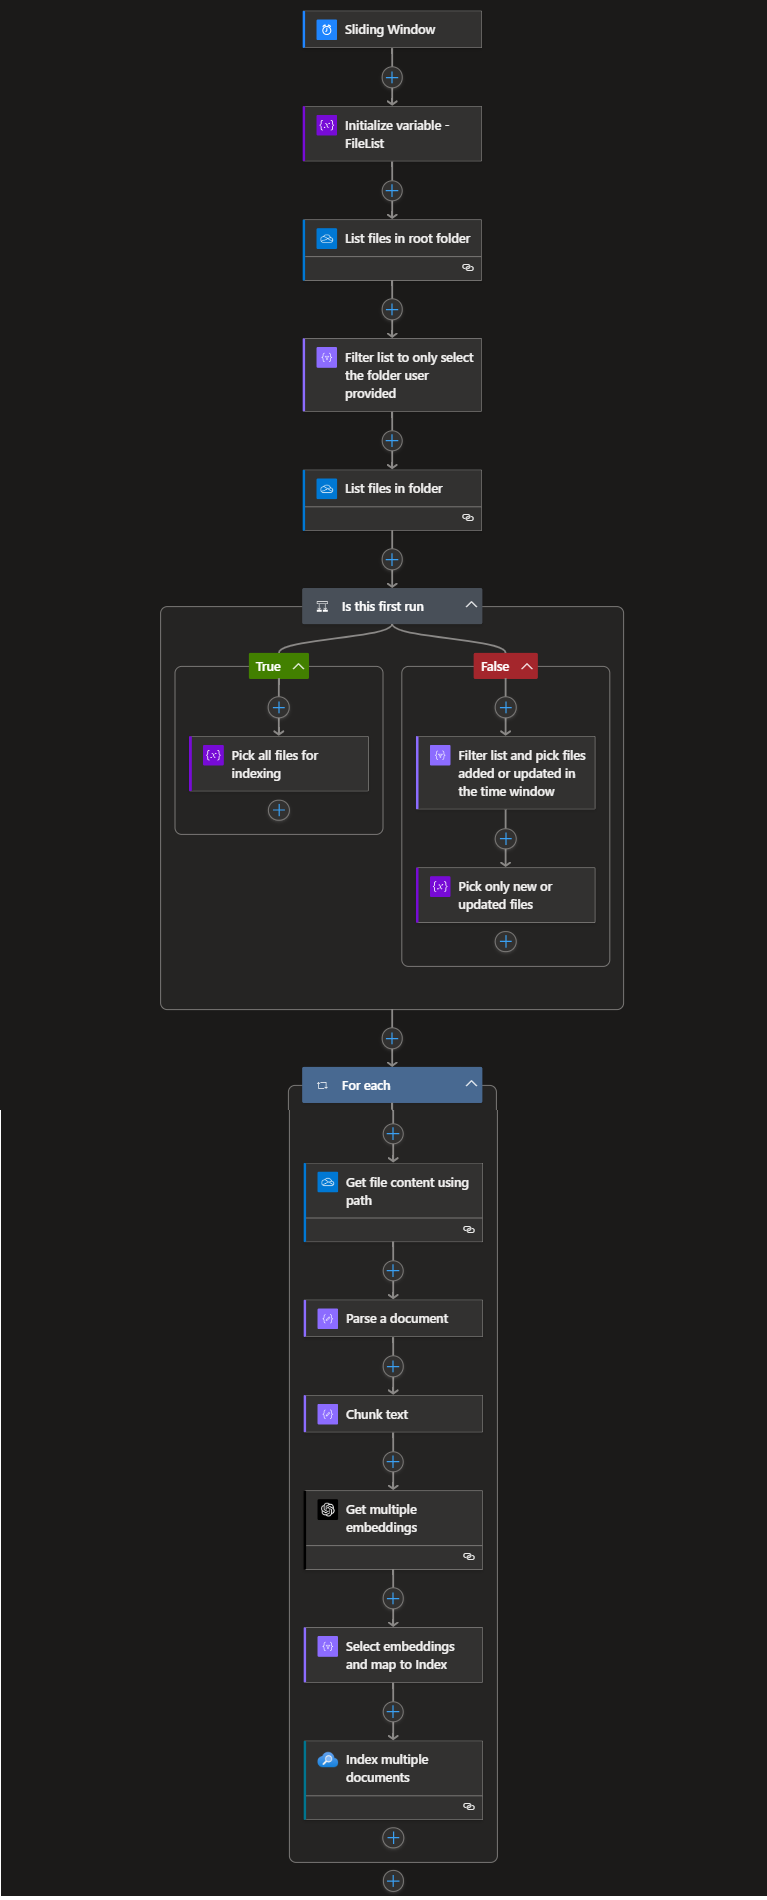 Sliding Window
Initialize variable -
FileList
List files in root folder
Filter list to only select
the folder user
provided
List files in folder
Is this first run
True
False
Pick all files for
indexing
Filter list and pick files
added or updated in
the time window
Pick only new or
updated files
For each
Get file content using
path
Parse a document
Chunk text
Get multiple
embeddings
Select embeddings
and map to Index
Index multiple
documents